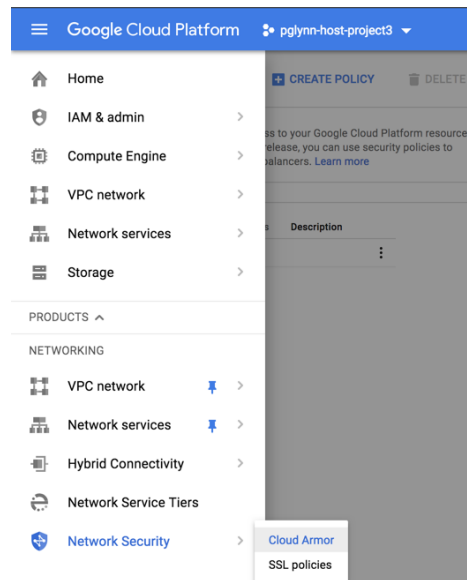 Google Cloud Platform
pglynn-host-project3
Home
CREATE POLICY
DELETE
IAM & admin
ss to your Google Cloud Platform resource
release, you can use security policies to
balancers. Learn more
Compute Engine
VPC network
Network services
s Description
Storage
PRODUCTS
NETWORKING
VPC network
Network services
Hybrid Connectivity
Network Service Tiers
Network Security
Cloud Armor
SSL policies